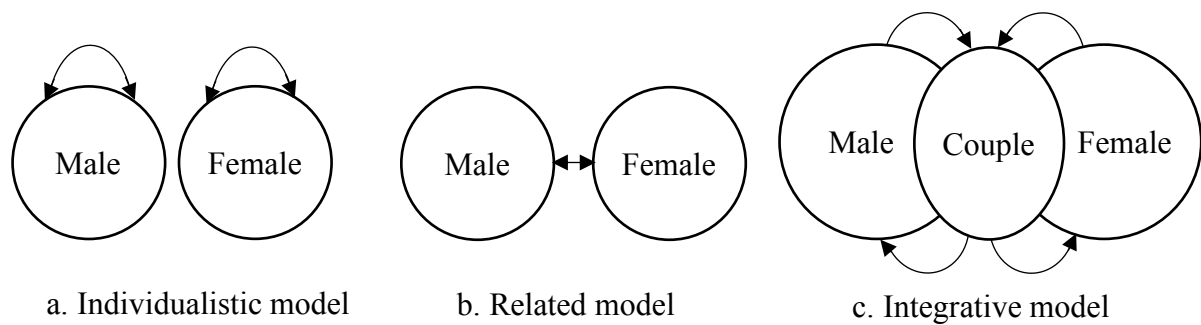 Male
Female
Male
Female
Male
Couple
Female
a. Individualistic model
b. Related model
c. Integrative model